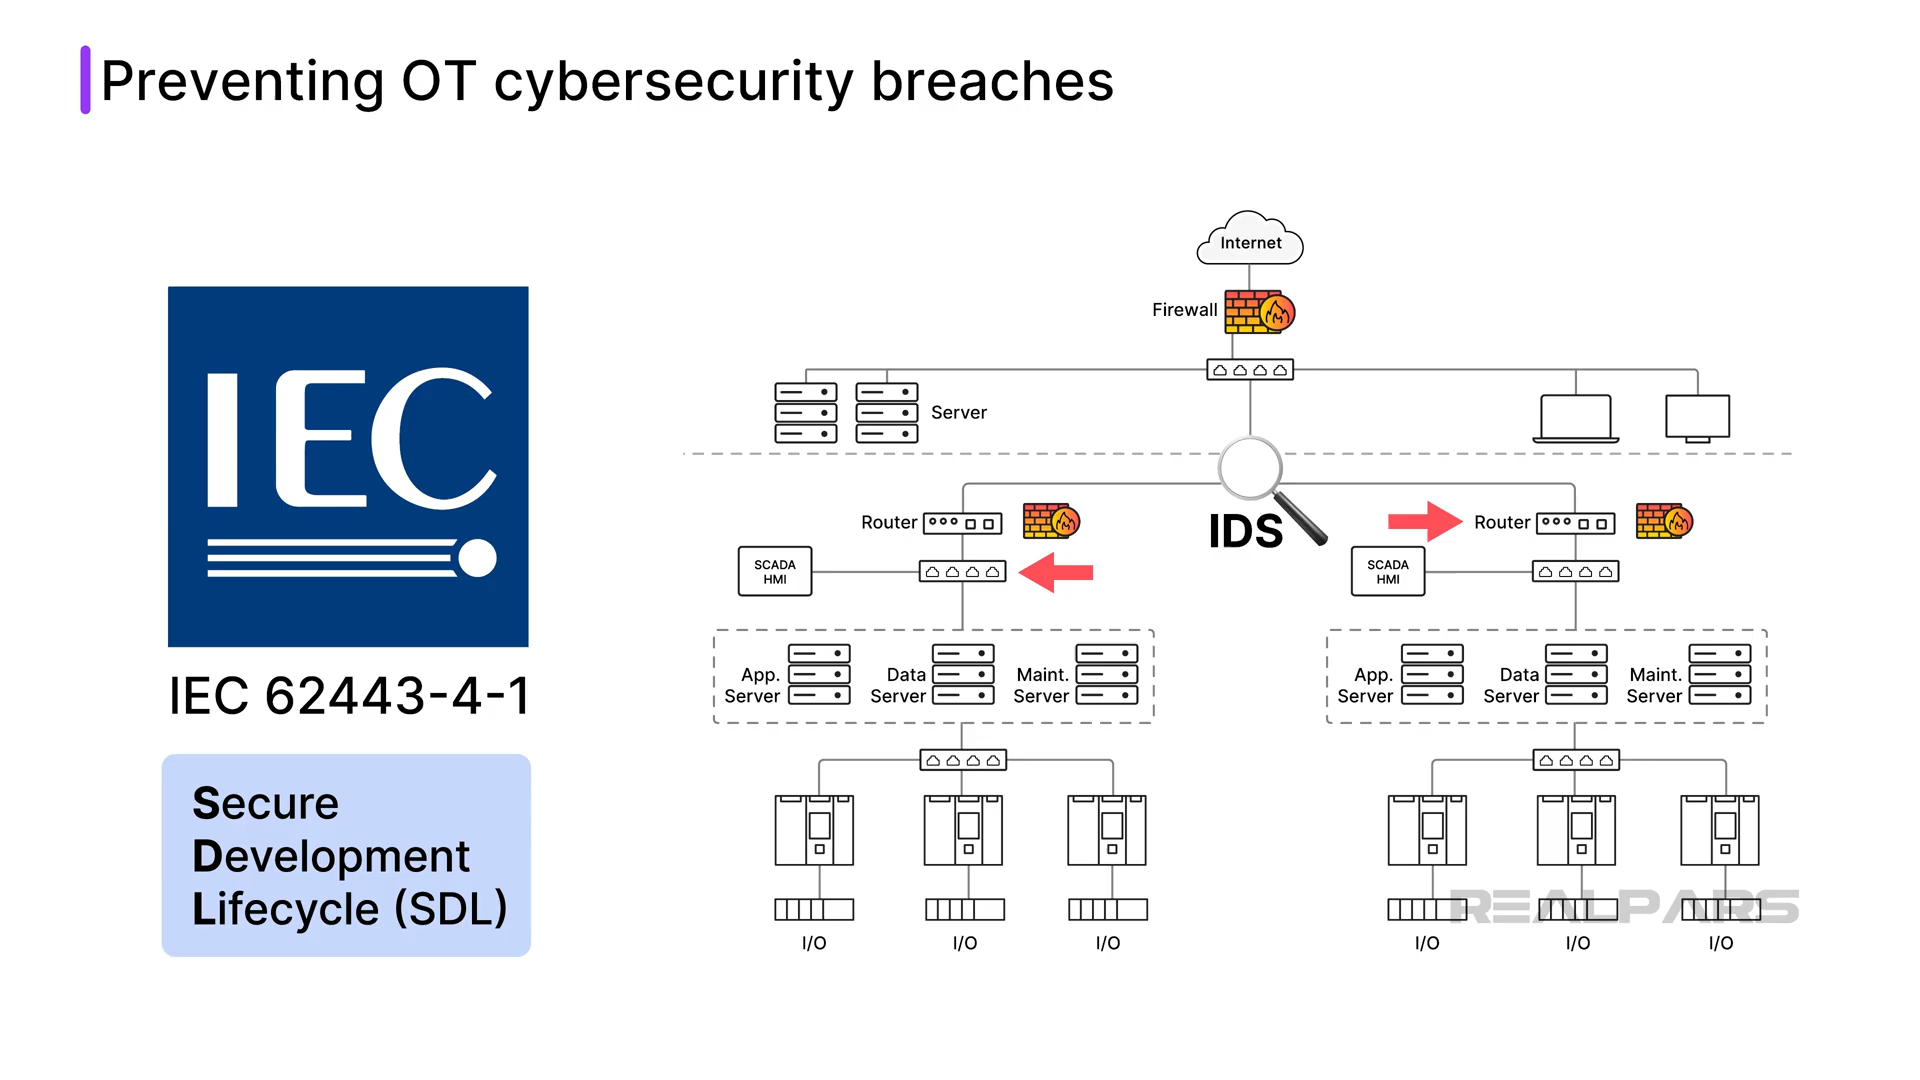 Preventing OT cybersecurity breaches
IEC
IEC 62443-4-1
Secure
Development
Lifecycle (SDL)
Internet
Firewall
Server
IDS
Router
SCADA
HMI
App.
Server
Data
Server
Maint.
Server
I/O
I/O
I/O
Router
SCADA
HMI
App.
Server
Data
Server
Maint.
Server
I/O
I/O
I/O
REALPARS